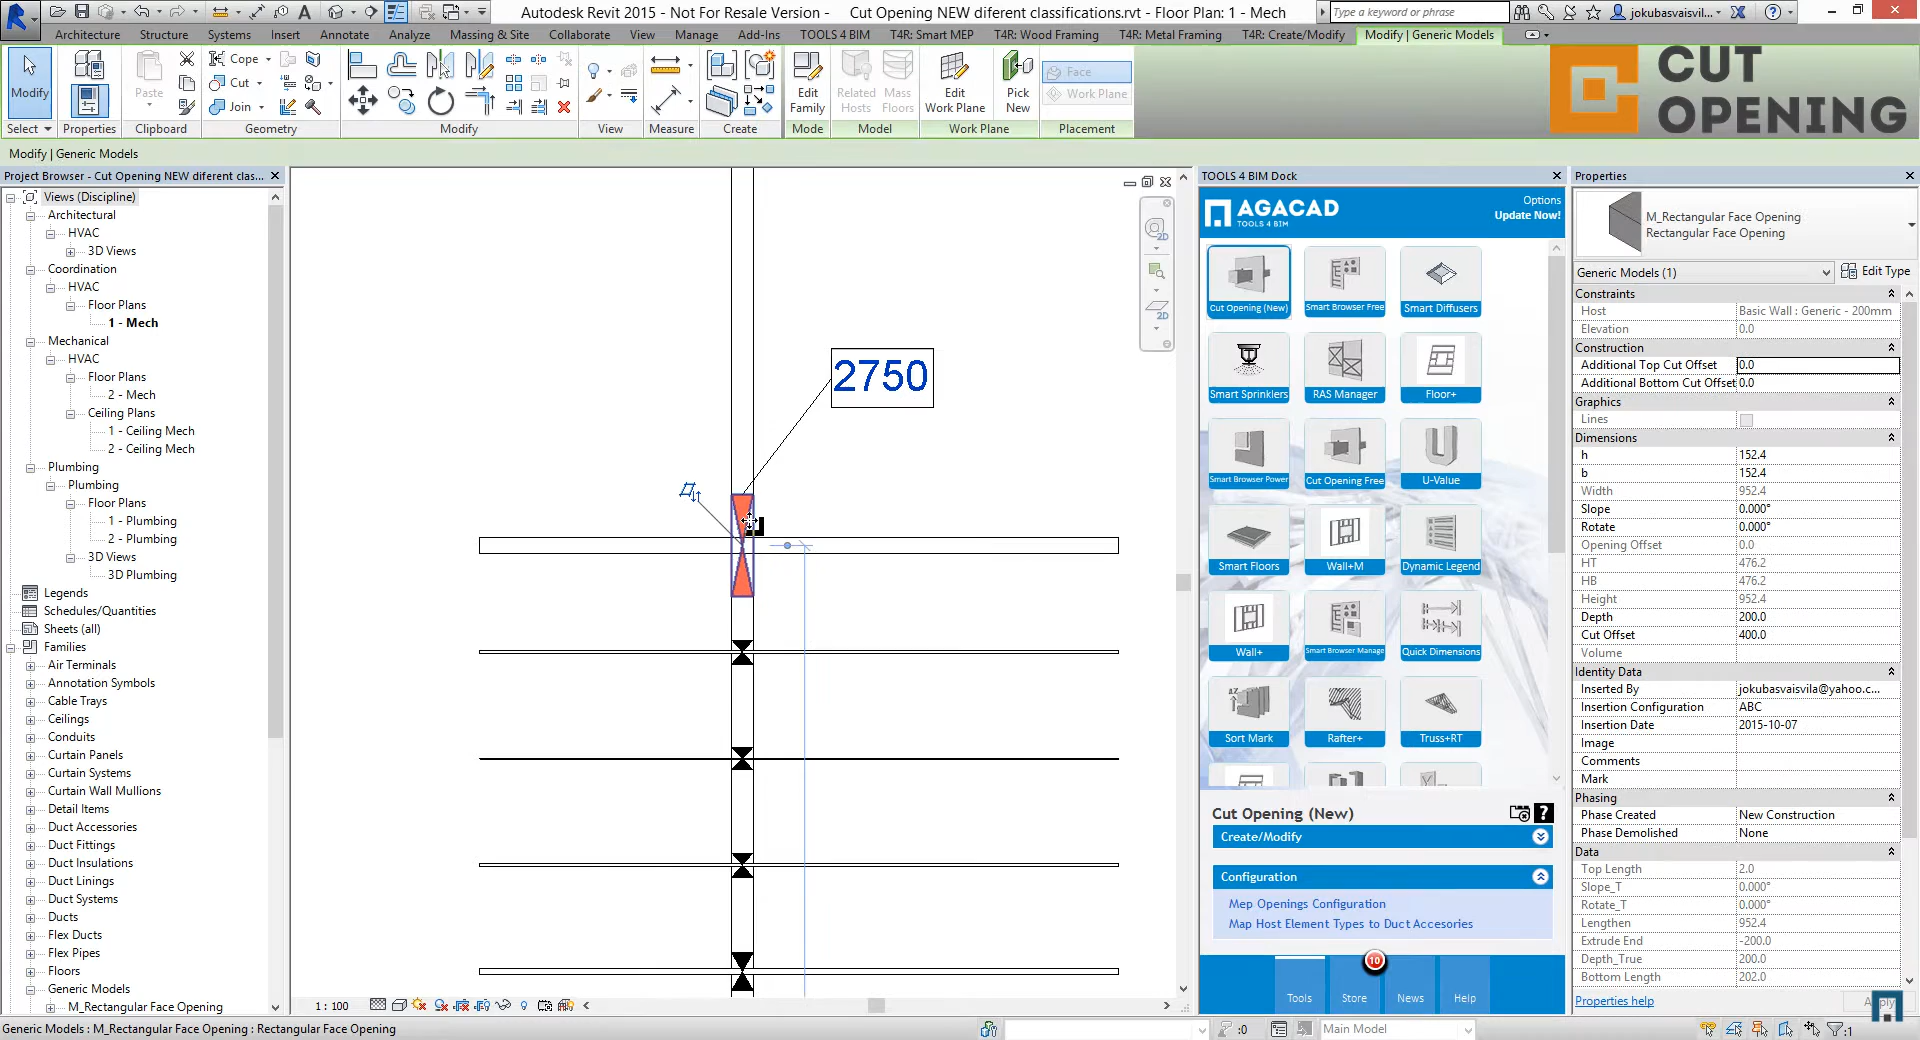 Autodesk Revit 2015 - Not For Resale Version - Cut Opening NEW diferent classifications.rvt - Floor Plan: 1 - Mech
Type a keyword or phrase
jokubasvaisvil...
Architecture Structure Systems Insert Annotate Analyze Massing & Site Collaborate View Manage Add-Ins TOOLS 4 BIM T4R: Smart MEP T4R: Wood Framing T4R: Metal Framing T4R: Create/Modify Modify | Generic Models
Modify
Paste
Cope
Cut
Join
Edit Family
Related Hosts
Mass Floors
Edit Work Plane
Pick New
Face
Work Plane
Select Properties Clipboard Geometry Modify View Measure Create Mode Model Work Plane Placement
CUT
OPENING
Modify | Generic Models
Project Browser - Cut Opening NEW diferent clas...
Views (Discipline)
Architectural
HVAC
3D Views
Coordination
HVAC
Floor Plans
1 - Mech
Mechanical
HVAC
Floor Plans
2 - Mech
Ceiling Plans
1 - Ceiling Mech
2 - Ceiling Mech
Plumbing
Plumbing
Floor Plans
1 - Plumbing
2 - Plumbing
3D Views
3D Plumbing
Legends
Schedules/Quantities
Sheets (all)
Families
Air Terminals
Annotation Symbols
Cable Trays
Ceilings
Conduits
Curtain Panels
Curtain Systems
Curtain Wall Mullions
Detail Items
Duct Accessories
Duct Fittings
Duct Insulations
Duct Linings
Duct Systems
Ducts
Flex Ducts
Flex Pipes
Floors
Generic Models
M_Rectangular Face Opening
2750
2D
2D
1 : 100
TOOLS 4 BIM Dock
AGACAD
TOOLS 4 BIM
Options
Update Now!
Cut Opening (New) Smart Browser Free Smart Diffusers
Smart Sprinklers RAS Manager Floor+
Smart Browser Power Cut Opening Free U-Value
Smart Floors Wall+M Dynamic Legend
Wall+ Smart Browser Manage Quick Dimensions
Sort Mark Rafter+ Truss+RT
Cut Opening (New)
Create/Modify
Configuration
Mep Openings Configuration
Map Host Element Types to Duct Accesories
10
Tools Store News Help
Properties
M_Rectangular Face Opening
Rectangular Face Opening
Generic Models (1) Edit Type
Constraints
Host Basic Wall : Generic - 200mm
Elevation 0.0
Construction
Additional Top Cut Offset 0.0
Additional Bottom Cut Offset 0.0
Graphics
Lines
Dimensions
h 152.4
b 152.4
Width 952.4
Slope 0.000°
Rotate 0.000°
Opening Offset 0.0
HT 476.2
HB 476.2
Height 952.4
Depth 200.0
Cut Offset 400.0
Volume
Identity Data
Inserted By jokubasvaisvila@yahoo.c...
Insertion Configuration ABC
Insertion Date 2015-10-07
Image
Comments
Mark
Phasing
Phase Created New Construction
Phase Demolished None
Data
Top Length 2.0
Slope_T 0.000°
Rotate_T 0.000°
Lengthen 952.4
Extrude End -200.0
Depth_True 200.0
Bottom Length 202.0
Properties help
Generic Models : M_Rectangular Face Opening : Rectangular Face Opening
:0
Main Model
:1